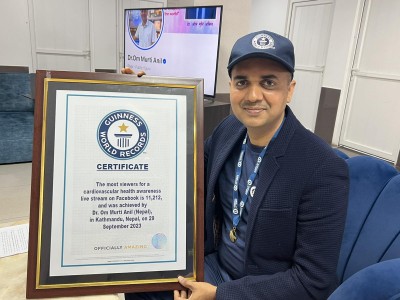 Dr.Om Murti Anil
GUINNESS
WORLD RECORDS
CERTIFICATE
The most viewers for a
cardiovascular health awareness
live stream on Facebook is 11,212,
and was achieved by
Dr. Om Murti Anil (Nepal),
in Kathmandu, Nepal, on 28
September 2023
OFFICIALLY AMAZING